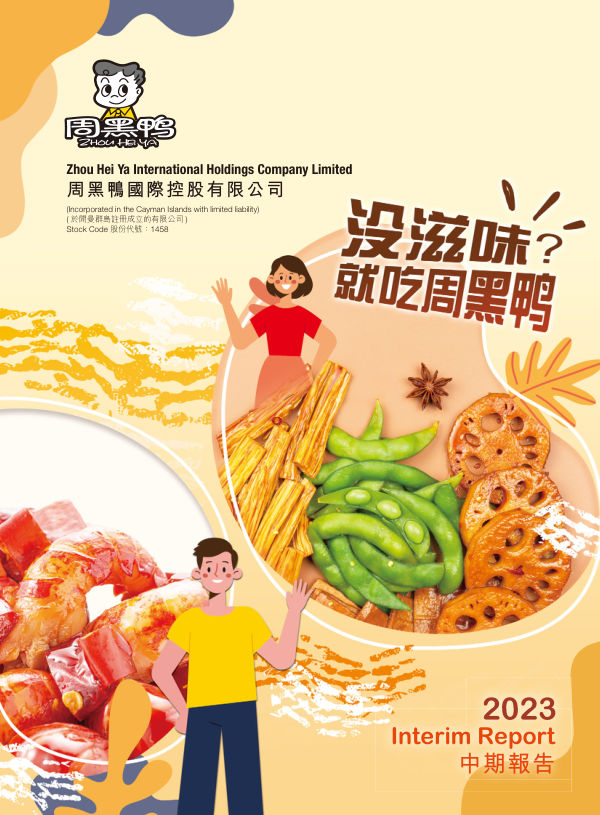 周黑鸭
ZHOU HEI YA
Zhou Hei Ya International Holdings Company Limited
周黑鴨國際控股有限公司
(Incorporated in the Cayman Islands with limited liability)
(於開曼群島註冊成立的有限公司)
Stock Code 股份代號：1458
没滋味？
就吃周黑鸭
2023
Interim Report
中期報告